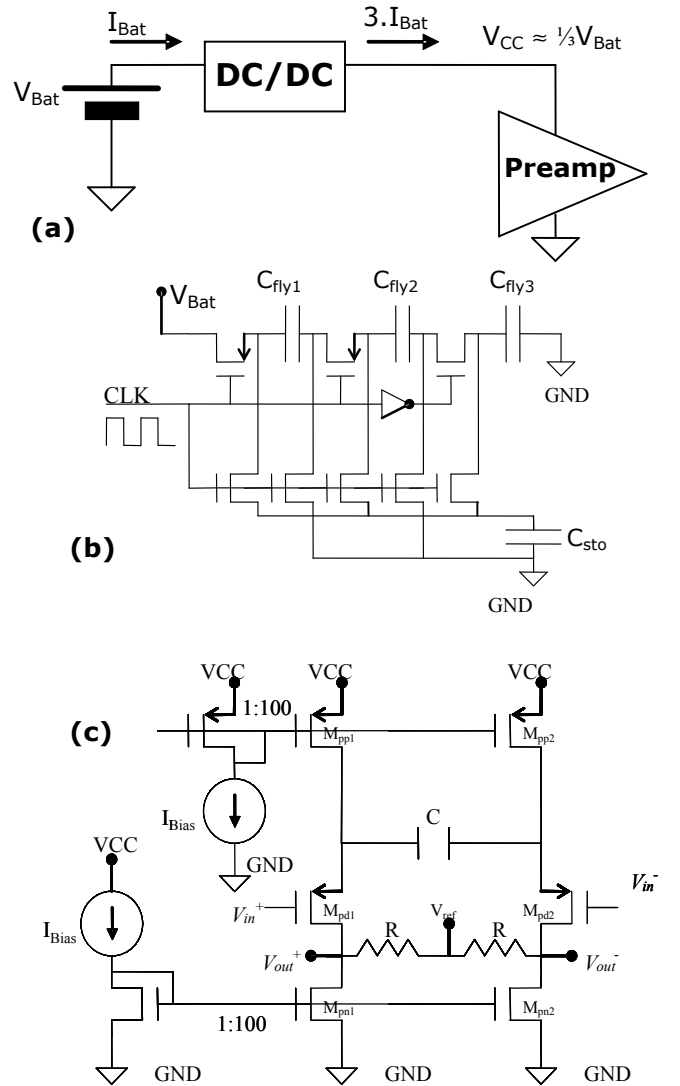 I_Bat
3.I_Bat
V_CC ≈ ⅓V_Bat
V_Bat
DC/DC
Preamp
(a)
C_fly1
C_fly2
C_fly3
V_Bat
CLK
GND
(b)
C_sto
GND
VCC
VCC
VCC
1:100
(c)
M_pp1
M_pp2
I_Bias
C
VCC
GND
V_in^+
M_pd1
V_ref
M_pd2
V_in^-
I_Bias
R
R
V_out^+
V_out^-
M_pn1
M_pn2
1:100
GND
GND
GND